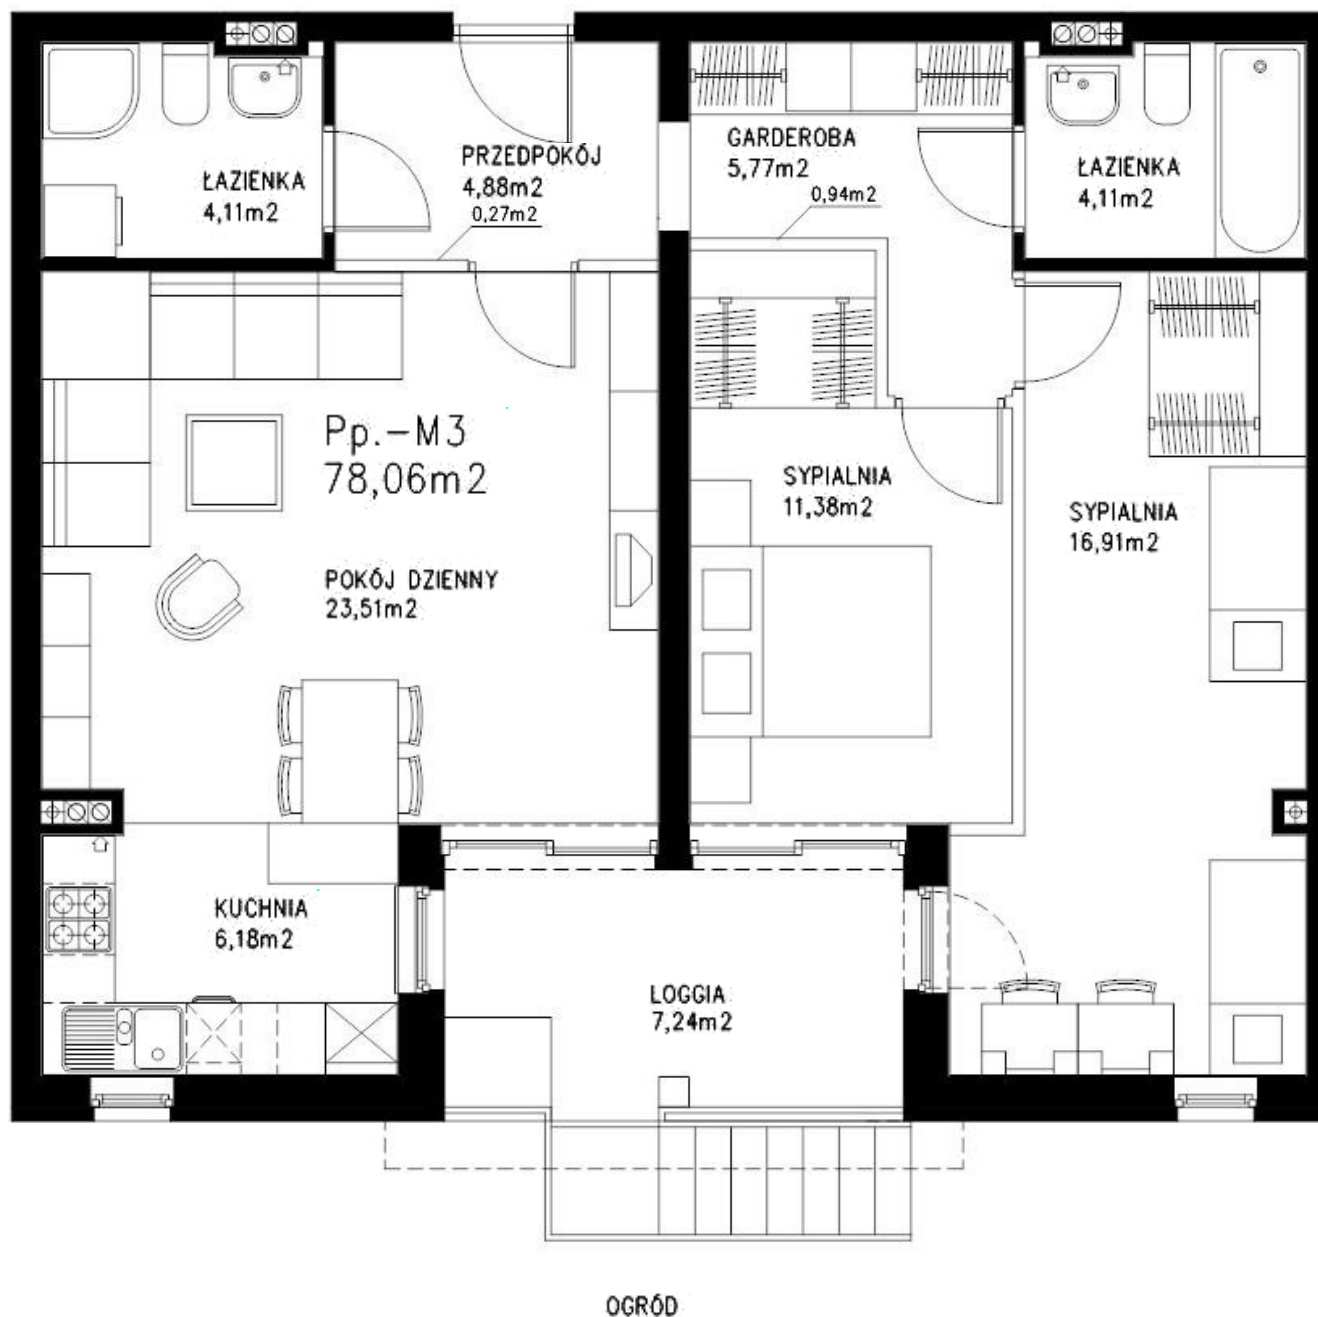 ŁAZIENKA
4,11m2
PRZEDPOKÓJ
4,88m2
0,27m2
GARDEROBA
5,77m2
0,94m2
ŁAZIENKA
4,11m2
Pp.-M3
78,06m2
POKÓJ DZIENNY
23,51m2
SYPIALNIA
11,38m2
SYPIALNIA
16,91m2
KUCHNIA
6,18m2
LOGGIA
7,24m2
OGRÓD